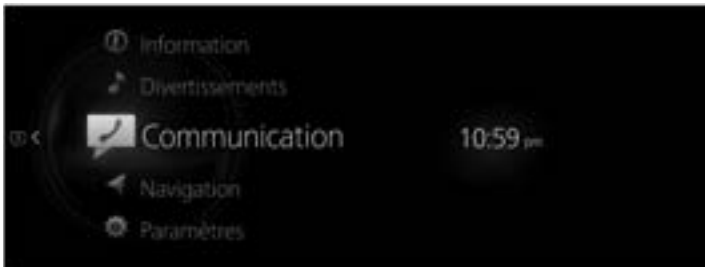 Information
Divertissements
Communication
10:59 pm
Navigation
Paramètres